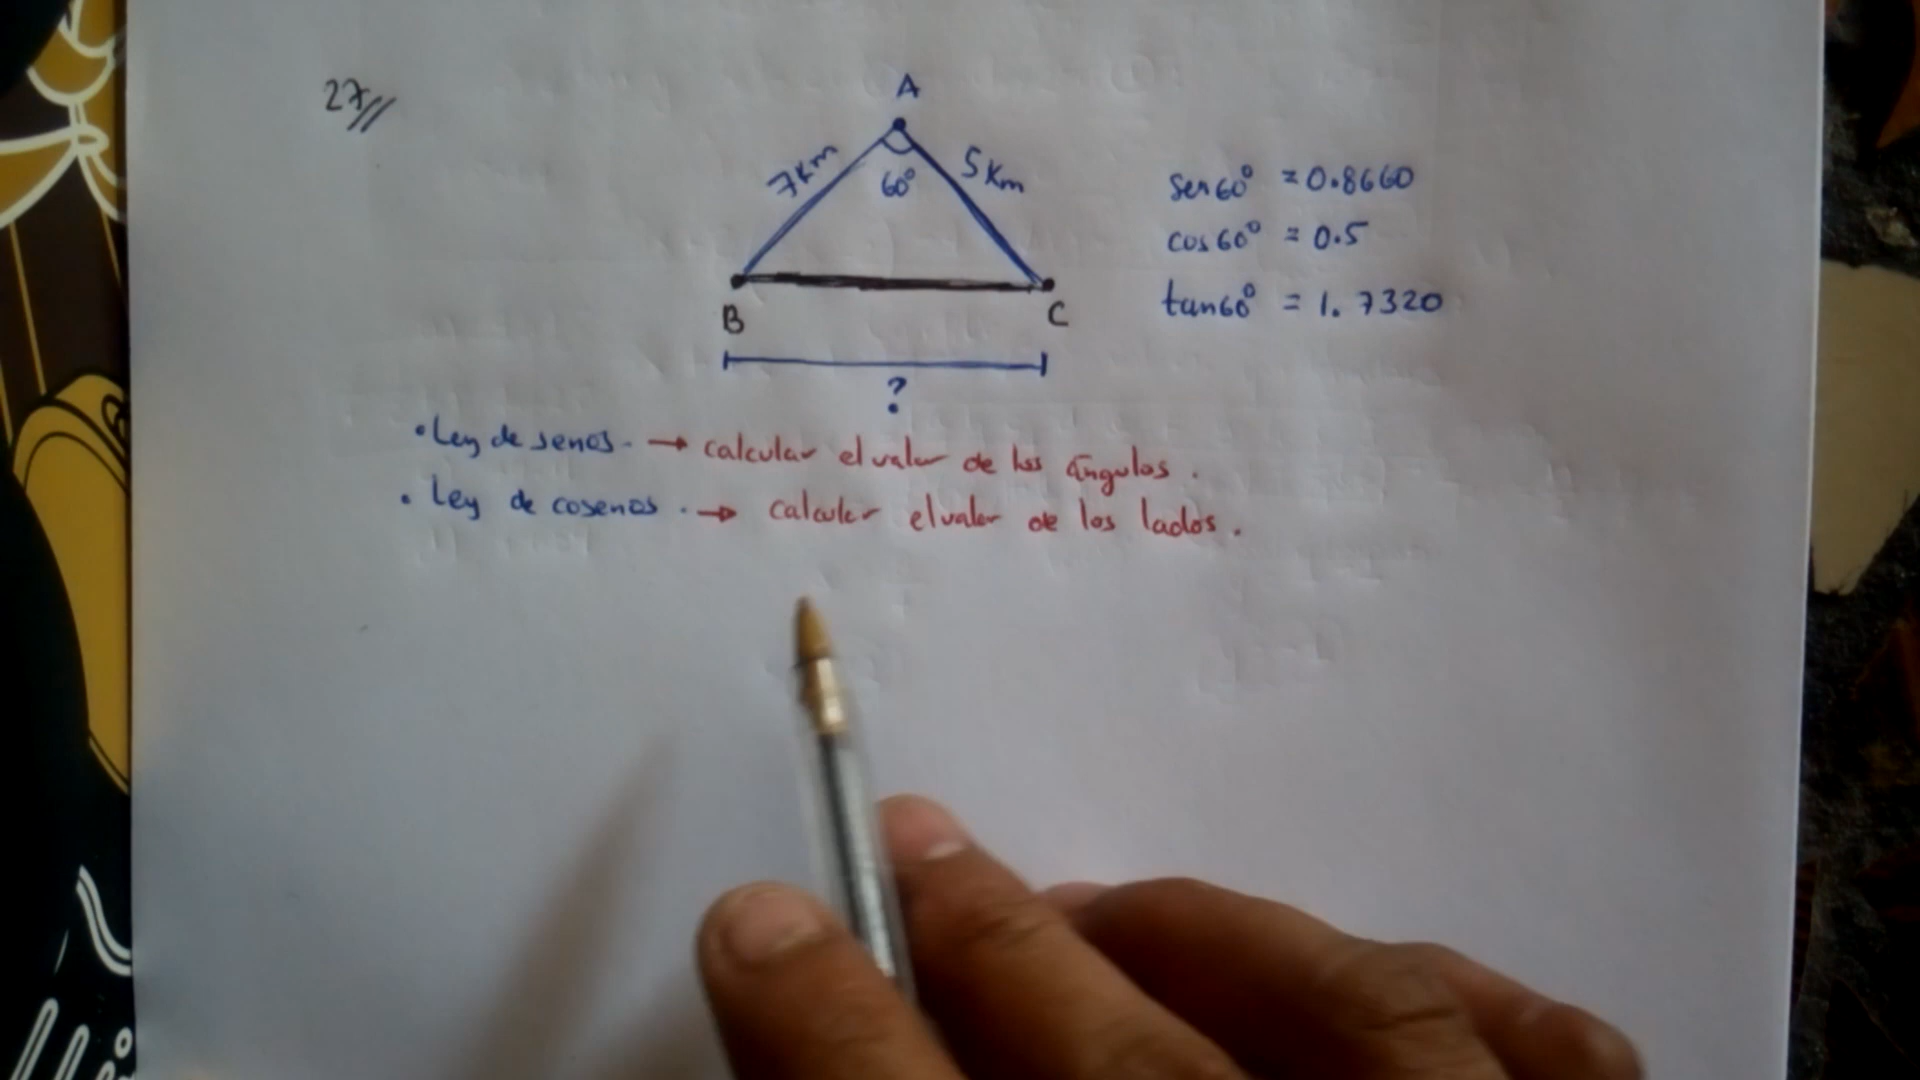 27//
A
7Km
5Km
60°
B
C
?
sen60° = 0.8660
cos60° = 0.5
tan60° = 1.7320
• Ley de senos. → calcular el valor de los ángulos.
• Ley de cosenos. → calcular el valor de los lados.